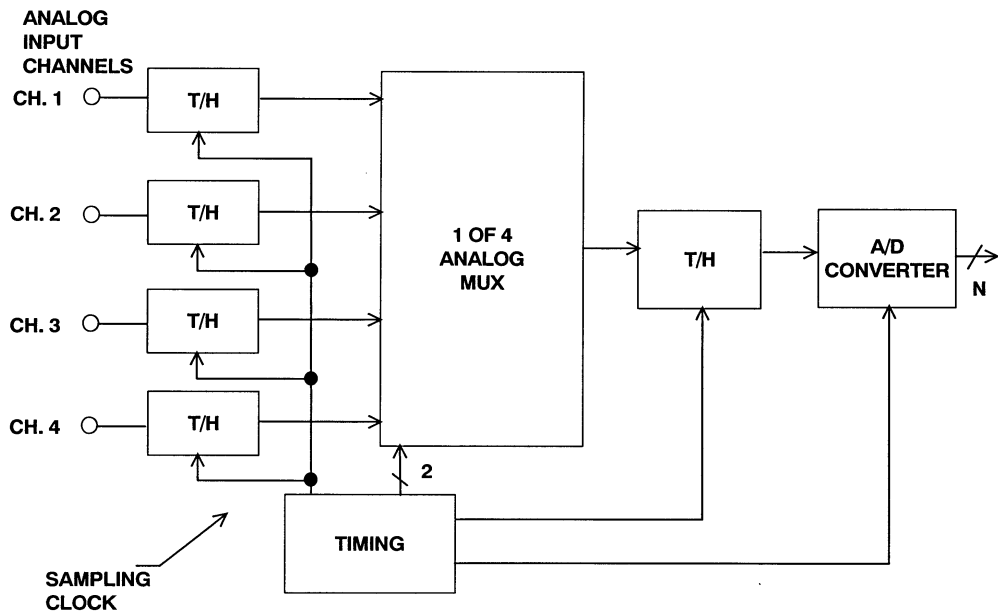 ANALOG
INPUT
CHANNELS
CH. 1
T/H
CH. 2
T/H
CH. 3
T/H
CH. 4
T/H
1 OF 4
ANALOG
MUX
T/H
A/D
CONVERTER
N
2
TIMING
SAMPLING
CLOCK